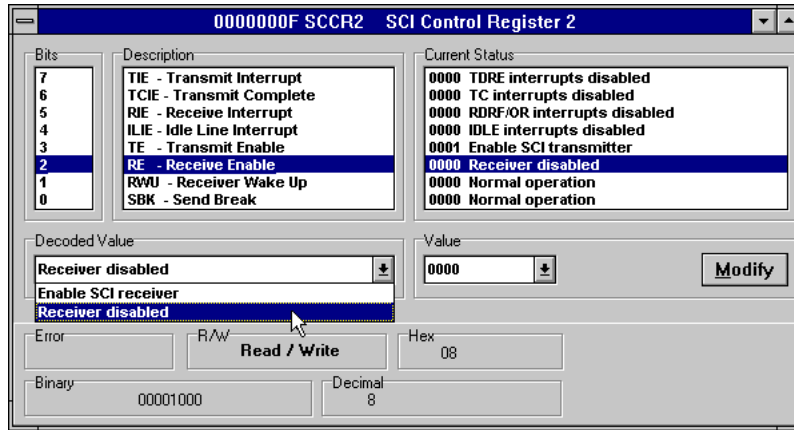 0000000F SCCR2 SCI Control Register 2
Bits
Description
Current Status
7 TIE - Transmit Interrupt 0000 TDRE interrupts disabled
6 TCIE - Transmit Complete 0000 TC interrupts disabled
5 RIE - Receive Interrupt 0000 RDRF/OR interrupts disabled
4 ILIE - Idle Line Interrupt 0000 IDLE interrupts disabled
3 TE - Transmit Enable 0001 Enable SCI transmitter
2 RE - Receive Enable 0000 Receiver disabled
1 RWU - Receiver Wake Up 0000 Normal operation
0 SBK - Send Break 0000 Normal operation
Decoded Value
Value
Receiver disabled
0000
Modify
Enable SCI receiver
Receiver disabled
Error
R/W
Read / Write
Hex
08
Binary
00001000
Decimal
8